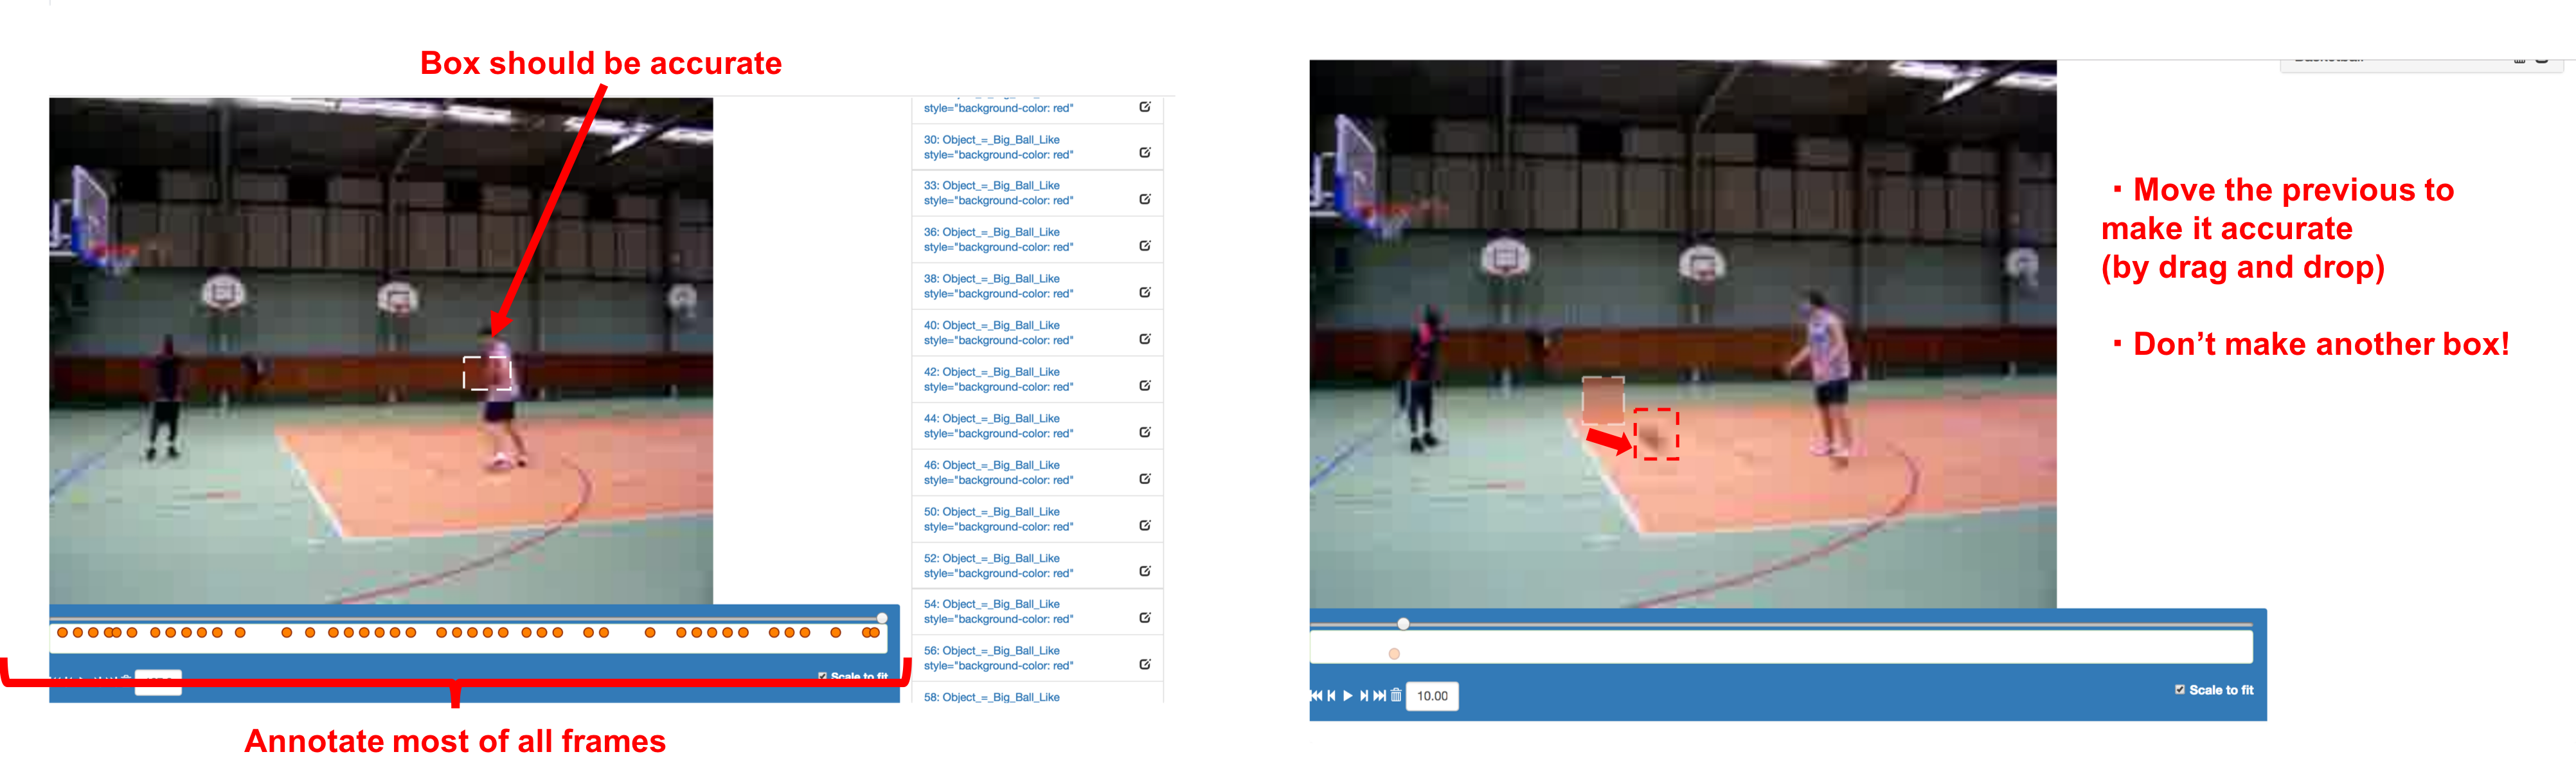 Box should be accurate
style="background-color: red"
30: Object_=_Big_Ball_Like
style="background-color: red"
33: Object_=_Big_Ball_Like
style="background-color: red"
36: Object_=_Big_Ball_Like
style="background-color: red"
38: Object_=_Big_Ball_Like
style="background-color: red"
40: Object_=_Big_Ball_Like
style="background-color: red"
42: Object_=_Big_Ball_Like
style="background-color: red"
44: Object_=_Big_Ball_Like
style="background-color: red"
46: Object_=_Big_Ball_Like
style="background-color: red"
50: Object_=_Big_Ball_Like
style="background-color: red"
52: Object_=_Big_Ball_Like
style="background-color: red"
54: Object_=_Big_Ball_Like
style="background-color: red"
56: Object_=_Big_Ball_Like
style="background-color: red"
58: Object_=_Big_Ball_Like
Scale to fit
Annotate most of all frames
・Move the previous to
make it accurate
(by drag and drop)
・Don’t make another box!
10.00
Scale to fit